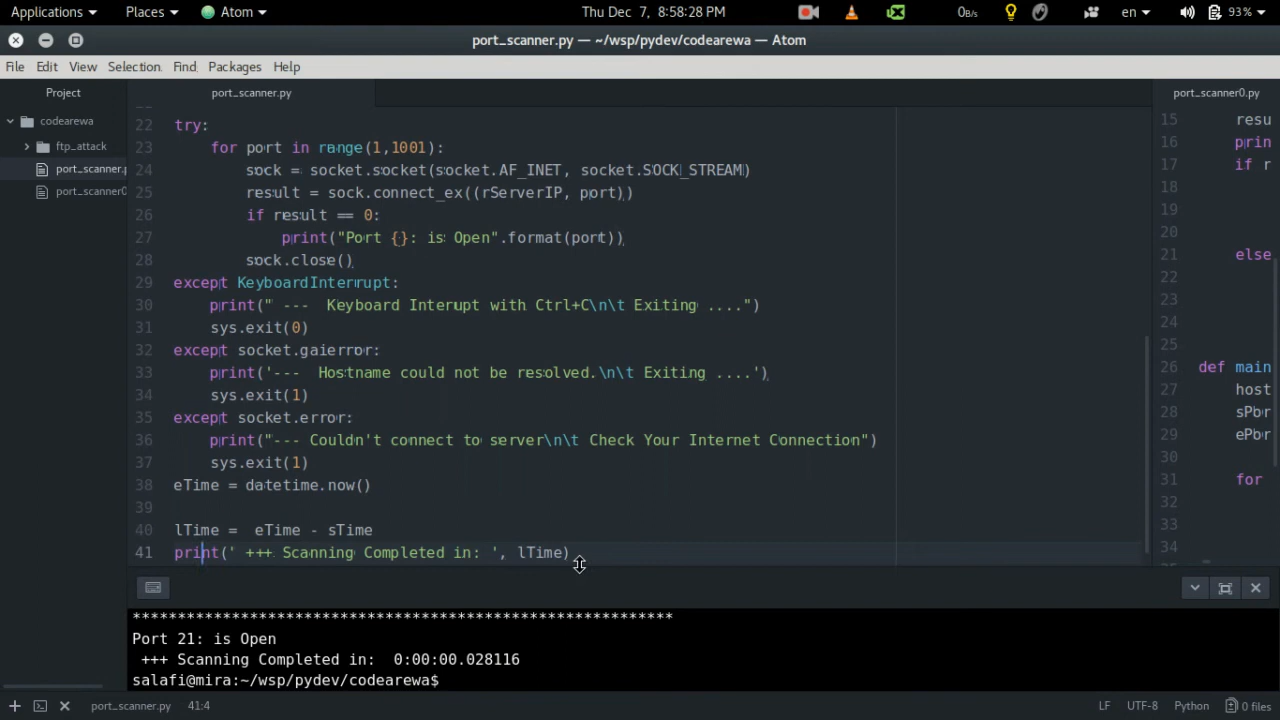 Applications Places Atom Thu Dec 7, 8:58:28 PM 0B/s en 93%
port_scanner.py — ~/wsp/pydev/codearewa — Atom
File Edit View Selection Find Packages Help
Project
codearewa
ftp_attack
port_scanner.p
port_scanner0
port_scanner.py
22 try:
23 for port in range(1,1001):
24 sock = socket.socket(socket.AF_INET, socket.SOCK_STREAM)
25 result = sock.connect_ex((rServerIP, port))
26 if result == 0:
27 print("Port {}: is Open".format(port))
28 sock.close()
29 except KeyboardInterrupt:
30 print(" ---  Keyboard Interupt with Ctrl+C\n\t Exiting ....")
31 sys.exit(0)
32 except socket.gaierror:
33 print('---  Hostname could not be resolved.\n\t Exiting ....')
34 sys.exit(1)
35 except socket.error:
36 print("--- Couldn't connect to server\n\t Check Your Internet Connection")
37 sys.exit(1)
38 eTime = datetime.now()
39
40 lTime =  eTime - sTime
41 print(' +++ Scanning Completed in: ', lTime)
port_scanner0.py
15 resu
16 prin
17 if r
18
19
20
21 else
22
23
24
25
26 def main
27 host
28 sPor
29 ePor
30
31 for
32
33
34
************************************************************
Port 21: is Open
+++ Scanning Completed in:  0:00:00.028116
salafi@mira:~/wsp/pydev/codearewa$
port_scanner.py 41:4 LF UTF-8 Python 0 files